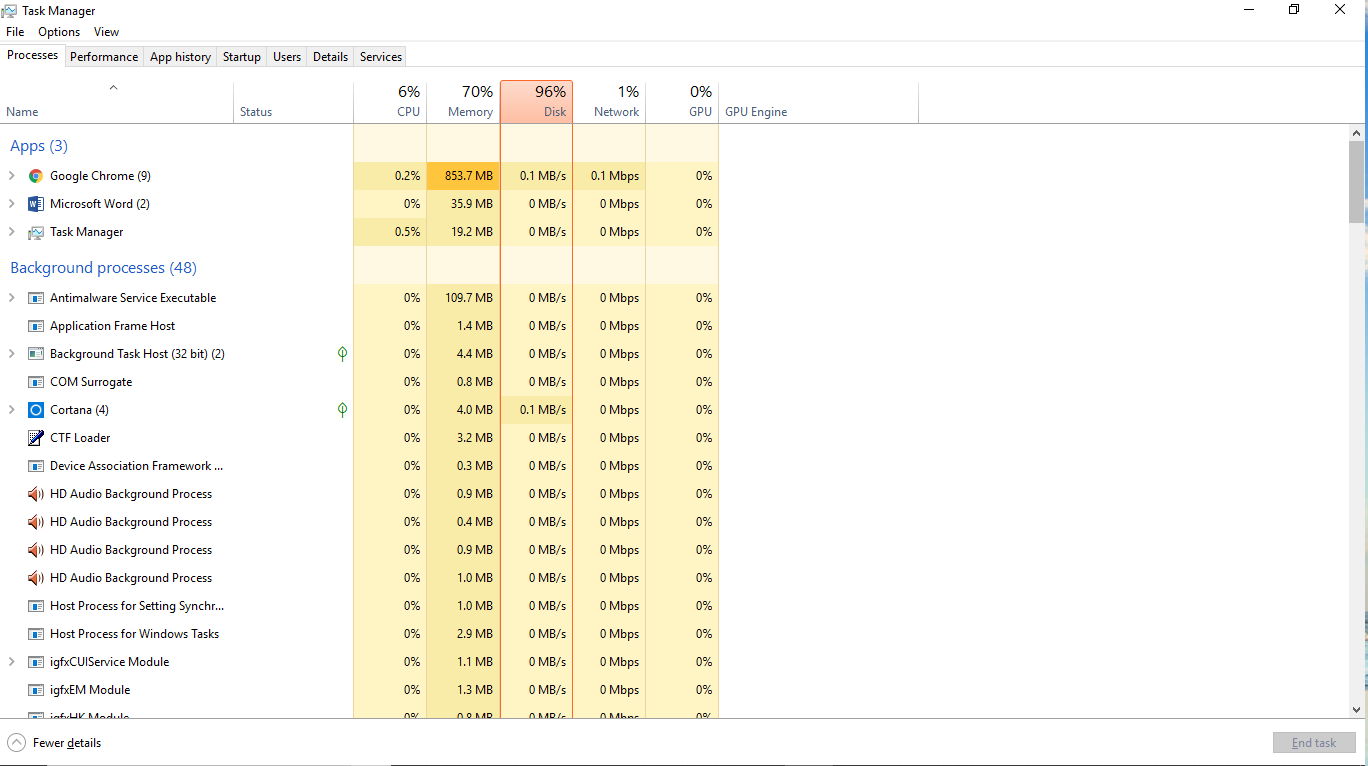 Task Manager
File Options View
Processes Performance App history Startup Users Details Services
6% 70% 96% 1% 0%
Name Status CPU Memory Disk Network GPU GPU Engine
Apps (3)
Google Chrome (9) 0.2% 853.7 MB 0.1 MB/s 0.1 Mbps 0%
Microsoft Word (2) 0% 35.9 MB 0 MB/s 0 Mbps 0%
Task Manager 0.5% 19.2 MB 0 MB/s 0 Mbps 0%
Background processes (48)
Antimalware Service Executable 0% 109.7 MB 0 MB/s 0 Mbps 0%
Application Frame Host 0% 1.4 MB 0 MB/s 0 Mbps 0%
Background Task Host (32 bit) (2) 0% 4.4 MB 0 MB/s 0 Mbps 0%
COM Surrogate 0% 0.8 MB 0 MB/s 0 Mbps 0%
Cortana (4) 0% 4.0 MB 0.1 MB/s 0 Mbps 0%
CTF Loader 0% 3.2 MB 0 MB/s 0 Mbps 0%
Device Association Framework ... 0% 0.3 MB 0 MB/s 0 Mbps 0%
HD Audio Background Process 0% 0.9 MB 0 MB/s 0 Mbps 0%
HD Audio Background Process 0% 0.4 MB 0 MB/s 0 Mbps 0%
HD Audio Background Process 0% 0.9 MB 0 MB/s 0 Mbps 0%
HD Audio Background Process 0% 1.0 MB 0 MB/s 0 Mbps 0%
Host Process for Setting Synchr... 0% 1.0 MB 0 MB/s 0 Mbps 0%
Host Process for Windows Tasks 0% 2.9 MB 0 MB/s 0 Mbps 0%
igfxCUIService Module 0% 1.1 MB 0 MB/s 0 Mbps 0%
igfxEM Module 0% 1.3 MB 0 MB/s 0 Mbps 0%
igfxHK Module 0% 0.8 MB 0 MB/s 0 Mbps 0%
Fewer details End task